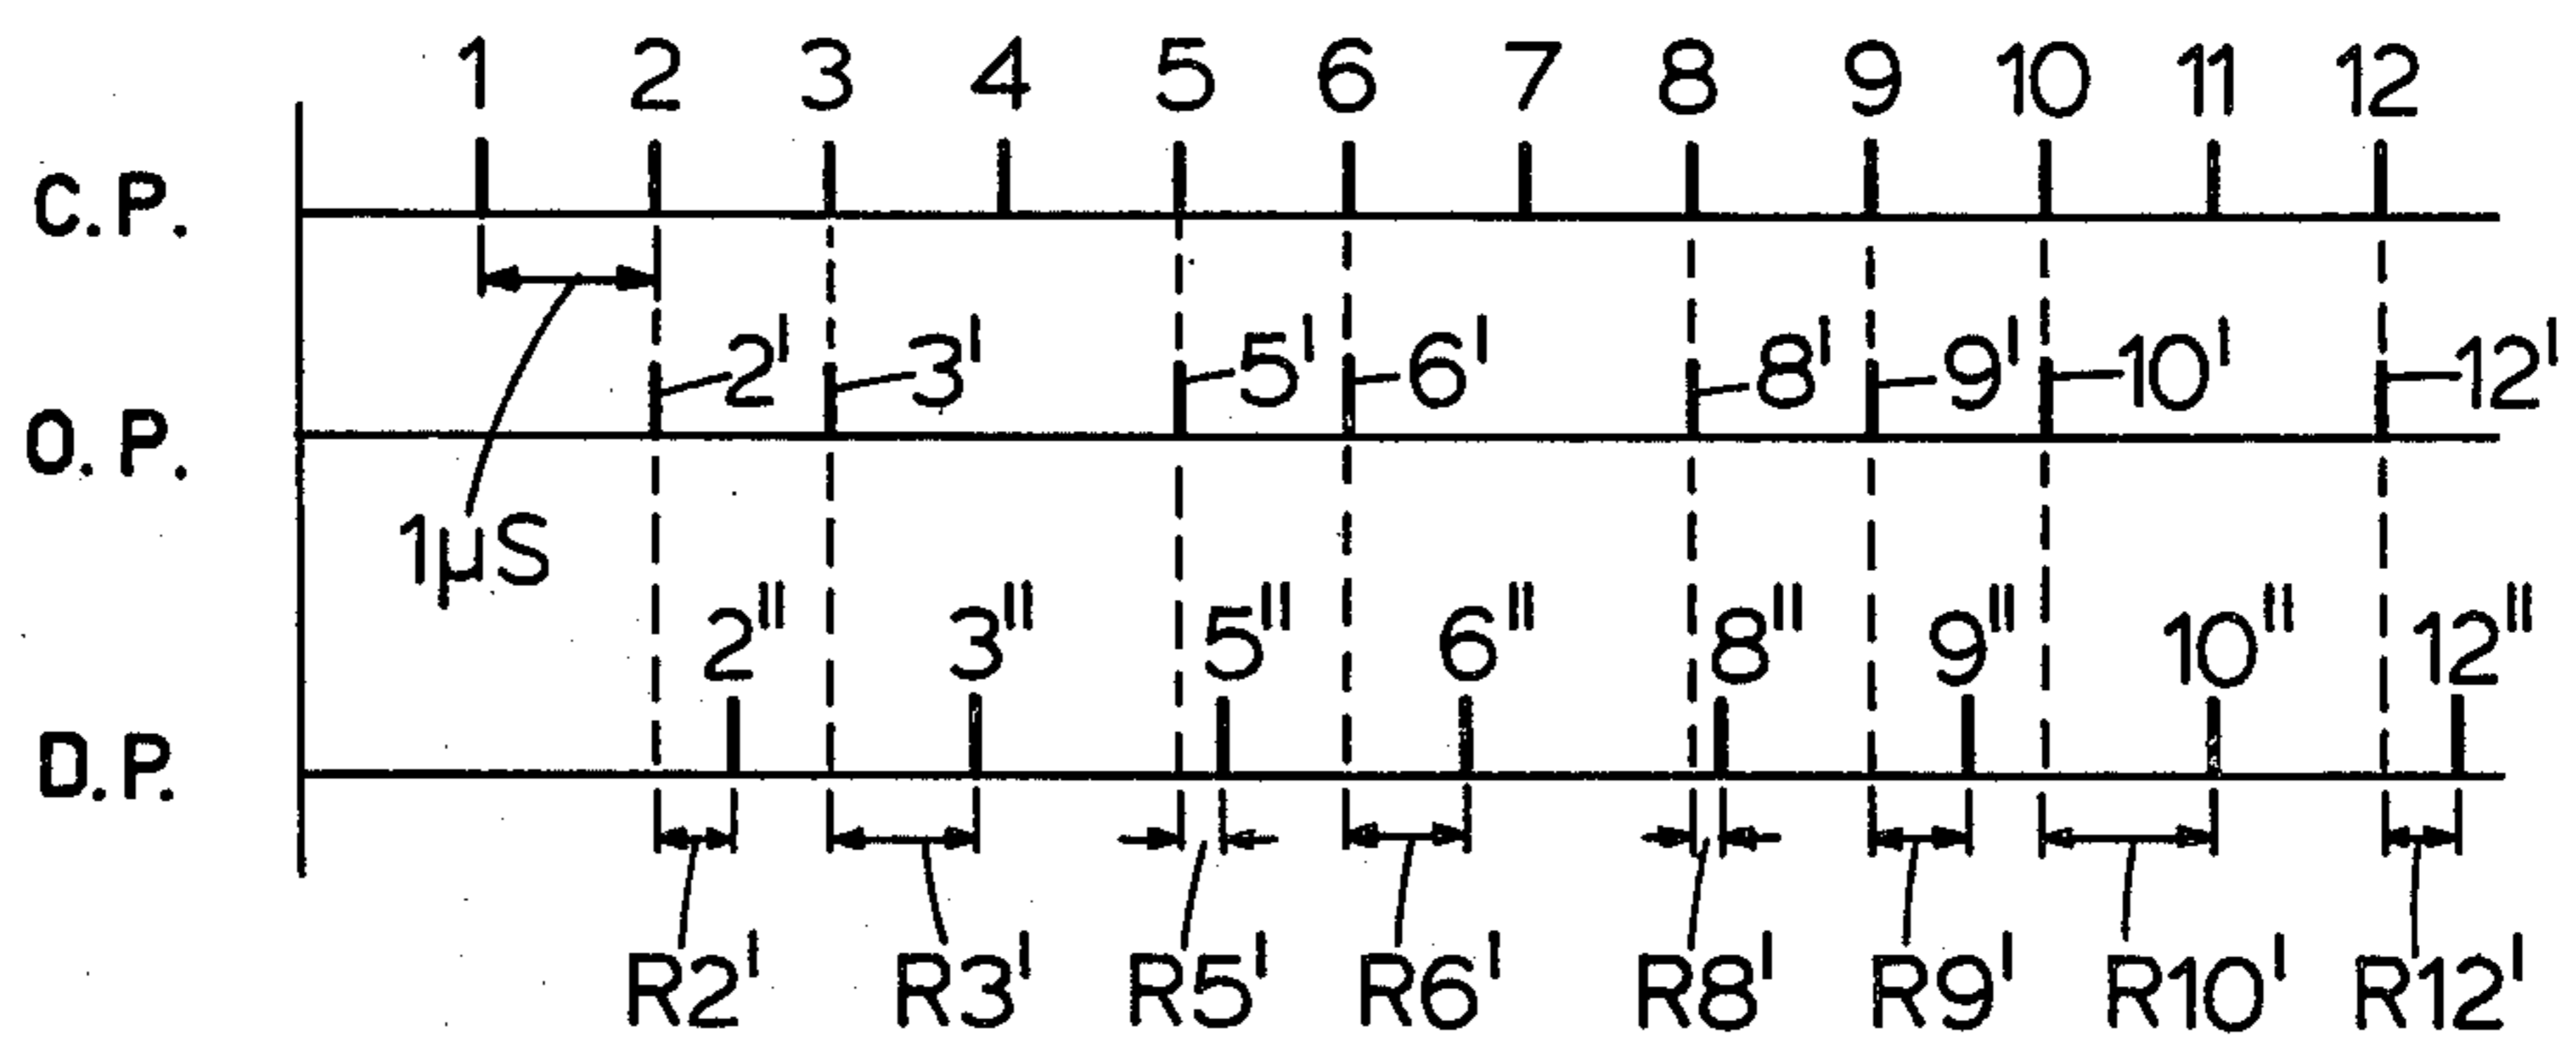 1 2 3 4 5 6 7 8 9 10 11 12
C.P.
2' 3' 5' 6' 8' 9' 10' 12'
O.P.
1μS
2" 3" 5" 6" 8" 9" 10" 12"
D.P.
R2' R3' R5' R6' R8' R9' R10' R12'